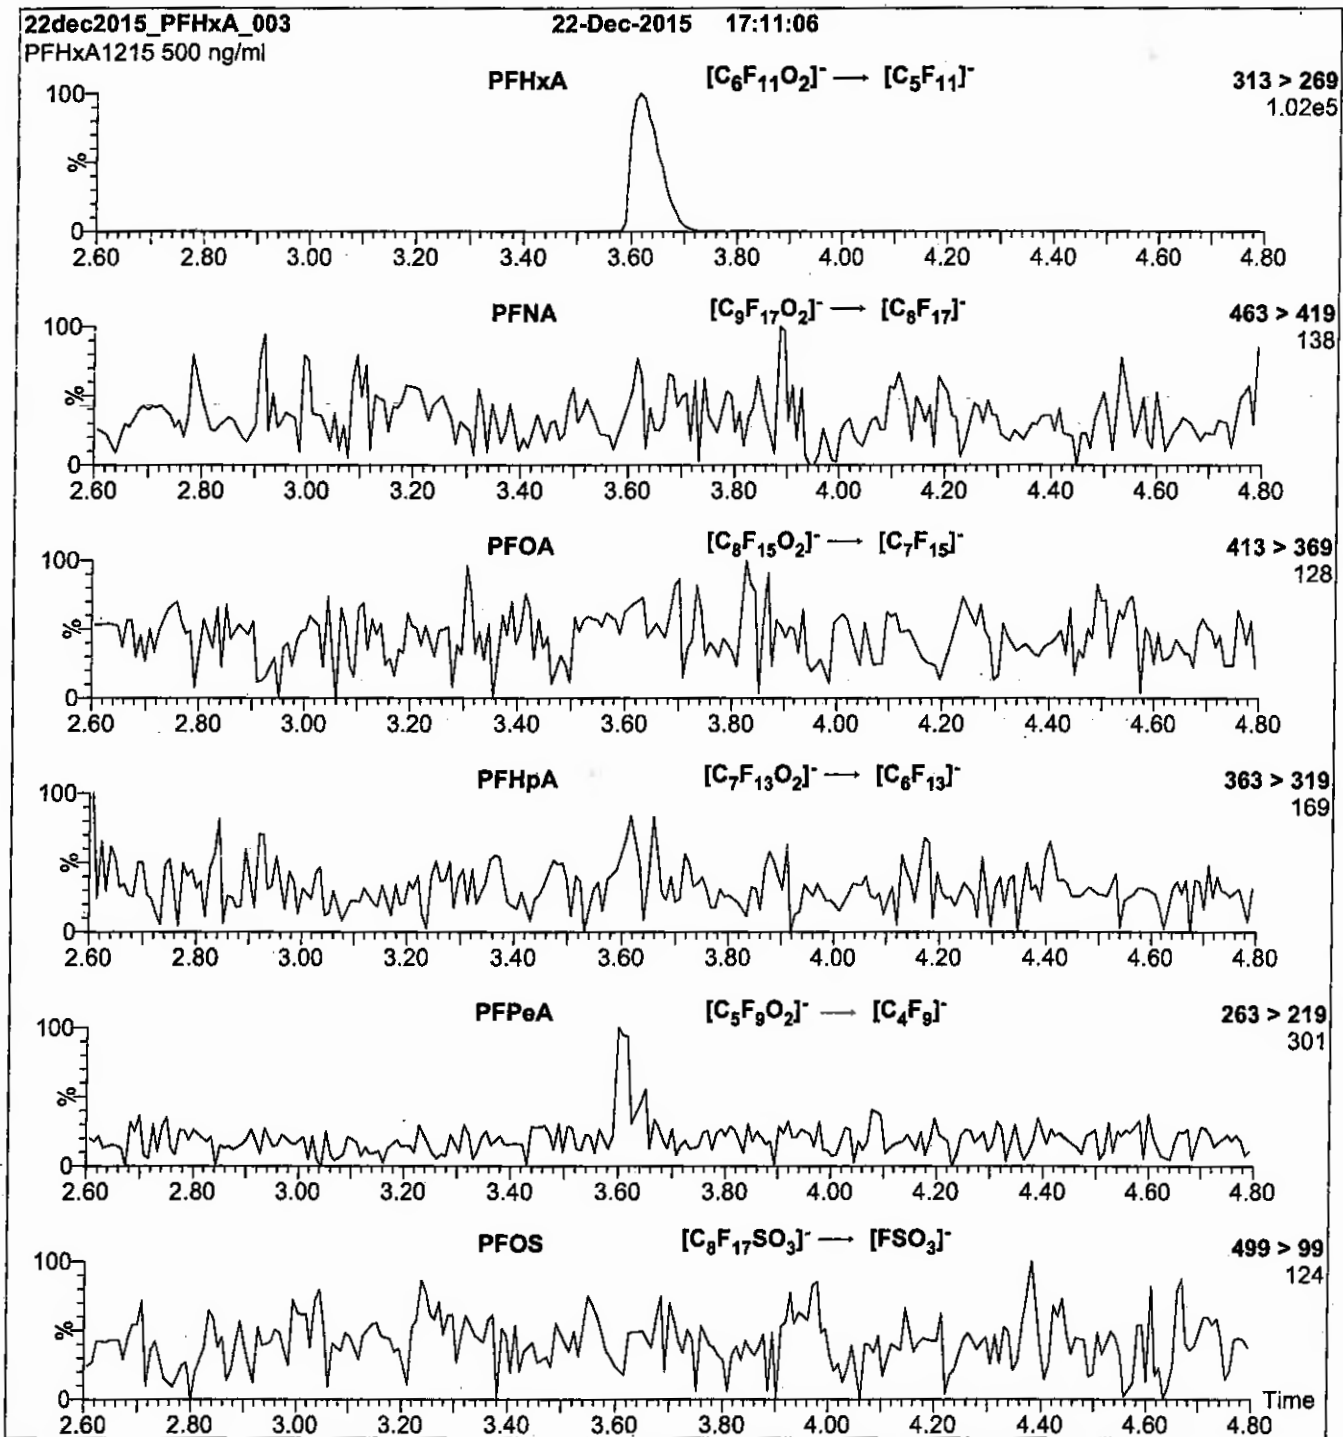 22dec2015_PFHxA_003 22-Dec-2015 17:11:06
PFHxA1215 500 ng/ml
PFHxA [C₆F₁₁O₂]⁻ → [C₅F₁₁]⁻ 313 > 269
1.02e5
100
%
0
2.60 2.80 3.00 3.20 3.40 3.60 3.80 4.00 4.20 4.40 4.60 4.80
PFNA [C₉F₁₇O₂]⁻ → [C₈F₁₇]⁻ 463 > 419
138
100
%
0
2.60 2.80 3.00 3.20 3.40 3.60 3.80 4.00 4.20 4.40 4.60 4.80
PFOA [C₈F₁₅O₂]⁻ → [C₇F₁₅]⁻ 413 > 369
128
100
%
0
2.60 2.80 3.00 3.20 3.40 3.60 3.80 4.00 4.20 4.40 4.60 4.80
PFHpA [C₇F₁₃O₂]⁻ → [C₆F₁₃]⁻ 363 > 319
169
100
%
0
2.60 2.80 3.00 3.20 3.40 3.60 3.80 4.00 4.20 4.40 4.60 4.80
PFPeA [C₅F₉O₂]⁻ → [C₄F₉]⁻ 263 > 219
301
100
%
0
2.60 2.80 3.00 3.20 3.40 3.60 3.80 4.00 4.20 4.40 4.60 4.80
PFOS [C₈F₁₇SO₃]⁻ → [FSO₃]⁻ 499 > 99
124
100
%
0
Time
2.60 2.80 3.00 3.20 3.40 3.60 3.80 4.00 4.20 4.40 4.60 4.80